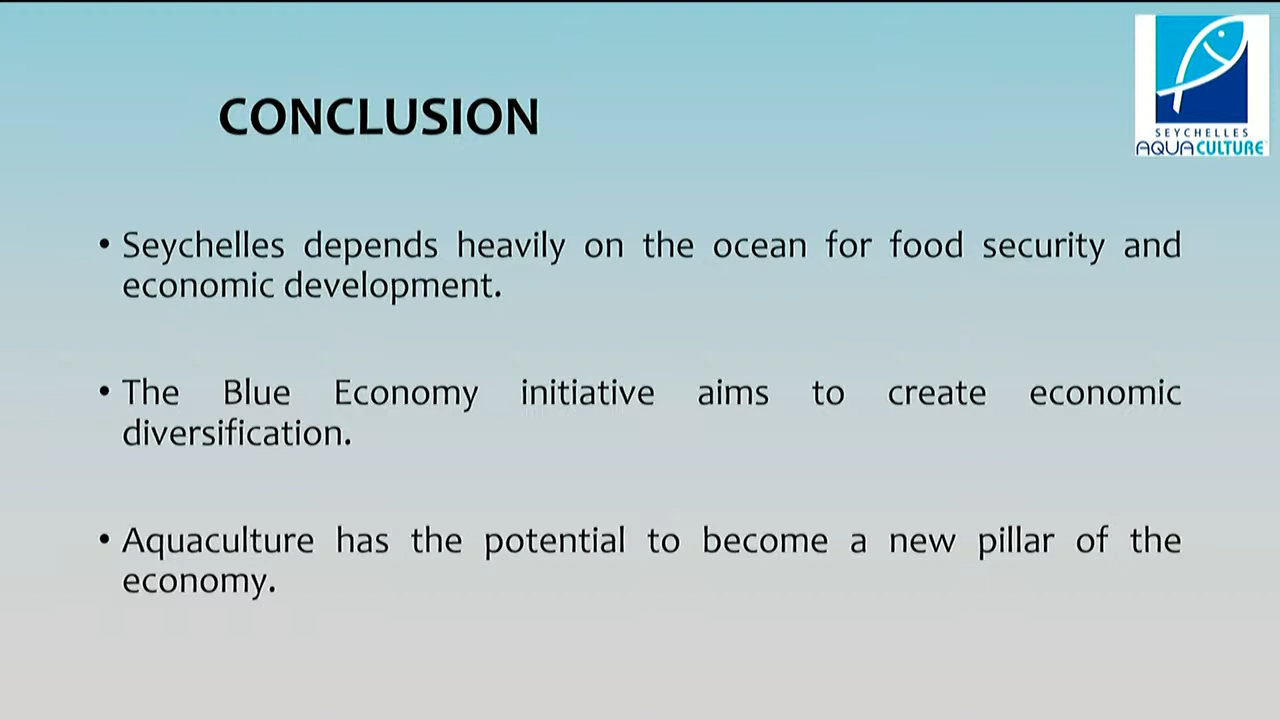 SEYCHELLES
AQUACULTURE
CONCLUSION
• Seychelles depends heavily on the ocean for food security and
economic development.
• The Blue Economy initiative aims to create economic
diversification.
• Aquaculture has the potential to become a new pillar of the
economy.